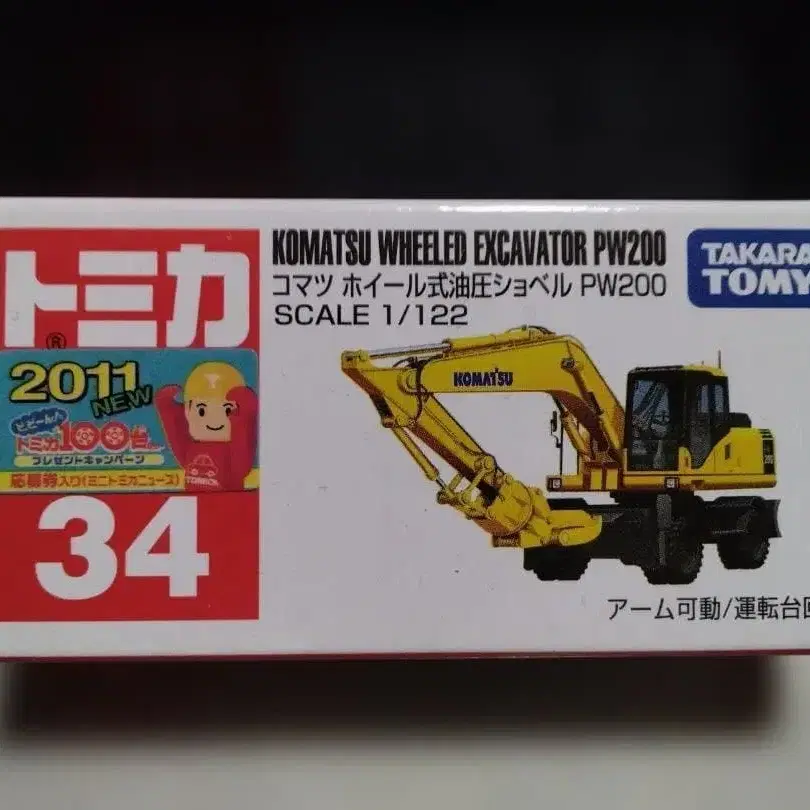 トミカ
®
KOMATSU WHEELED EXCAVATOR PW200
コマツ ホイール式油圧ショベル PW200
SCALE 1/122
TAKARA
TOMY
2011
NEW
トミカ100台
プレゼントキャンペーン
応募券入り(ミニトミカニュース)
TOMICA
KOMATSU
34
アーム可動/運転台回